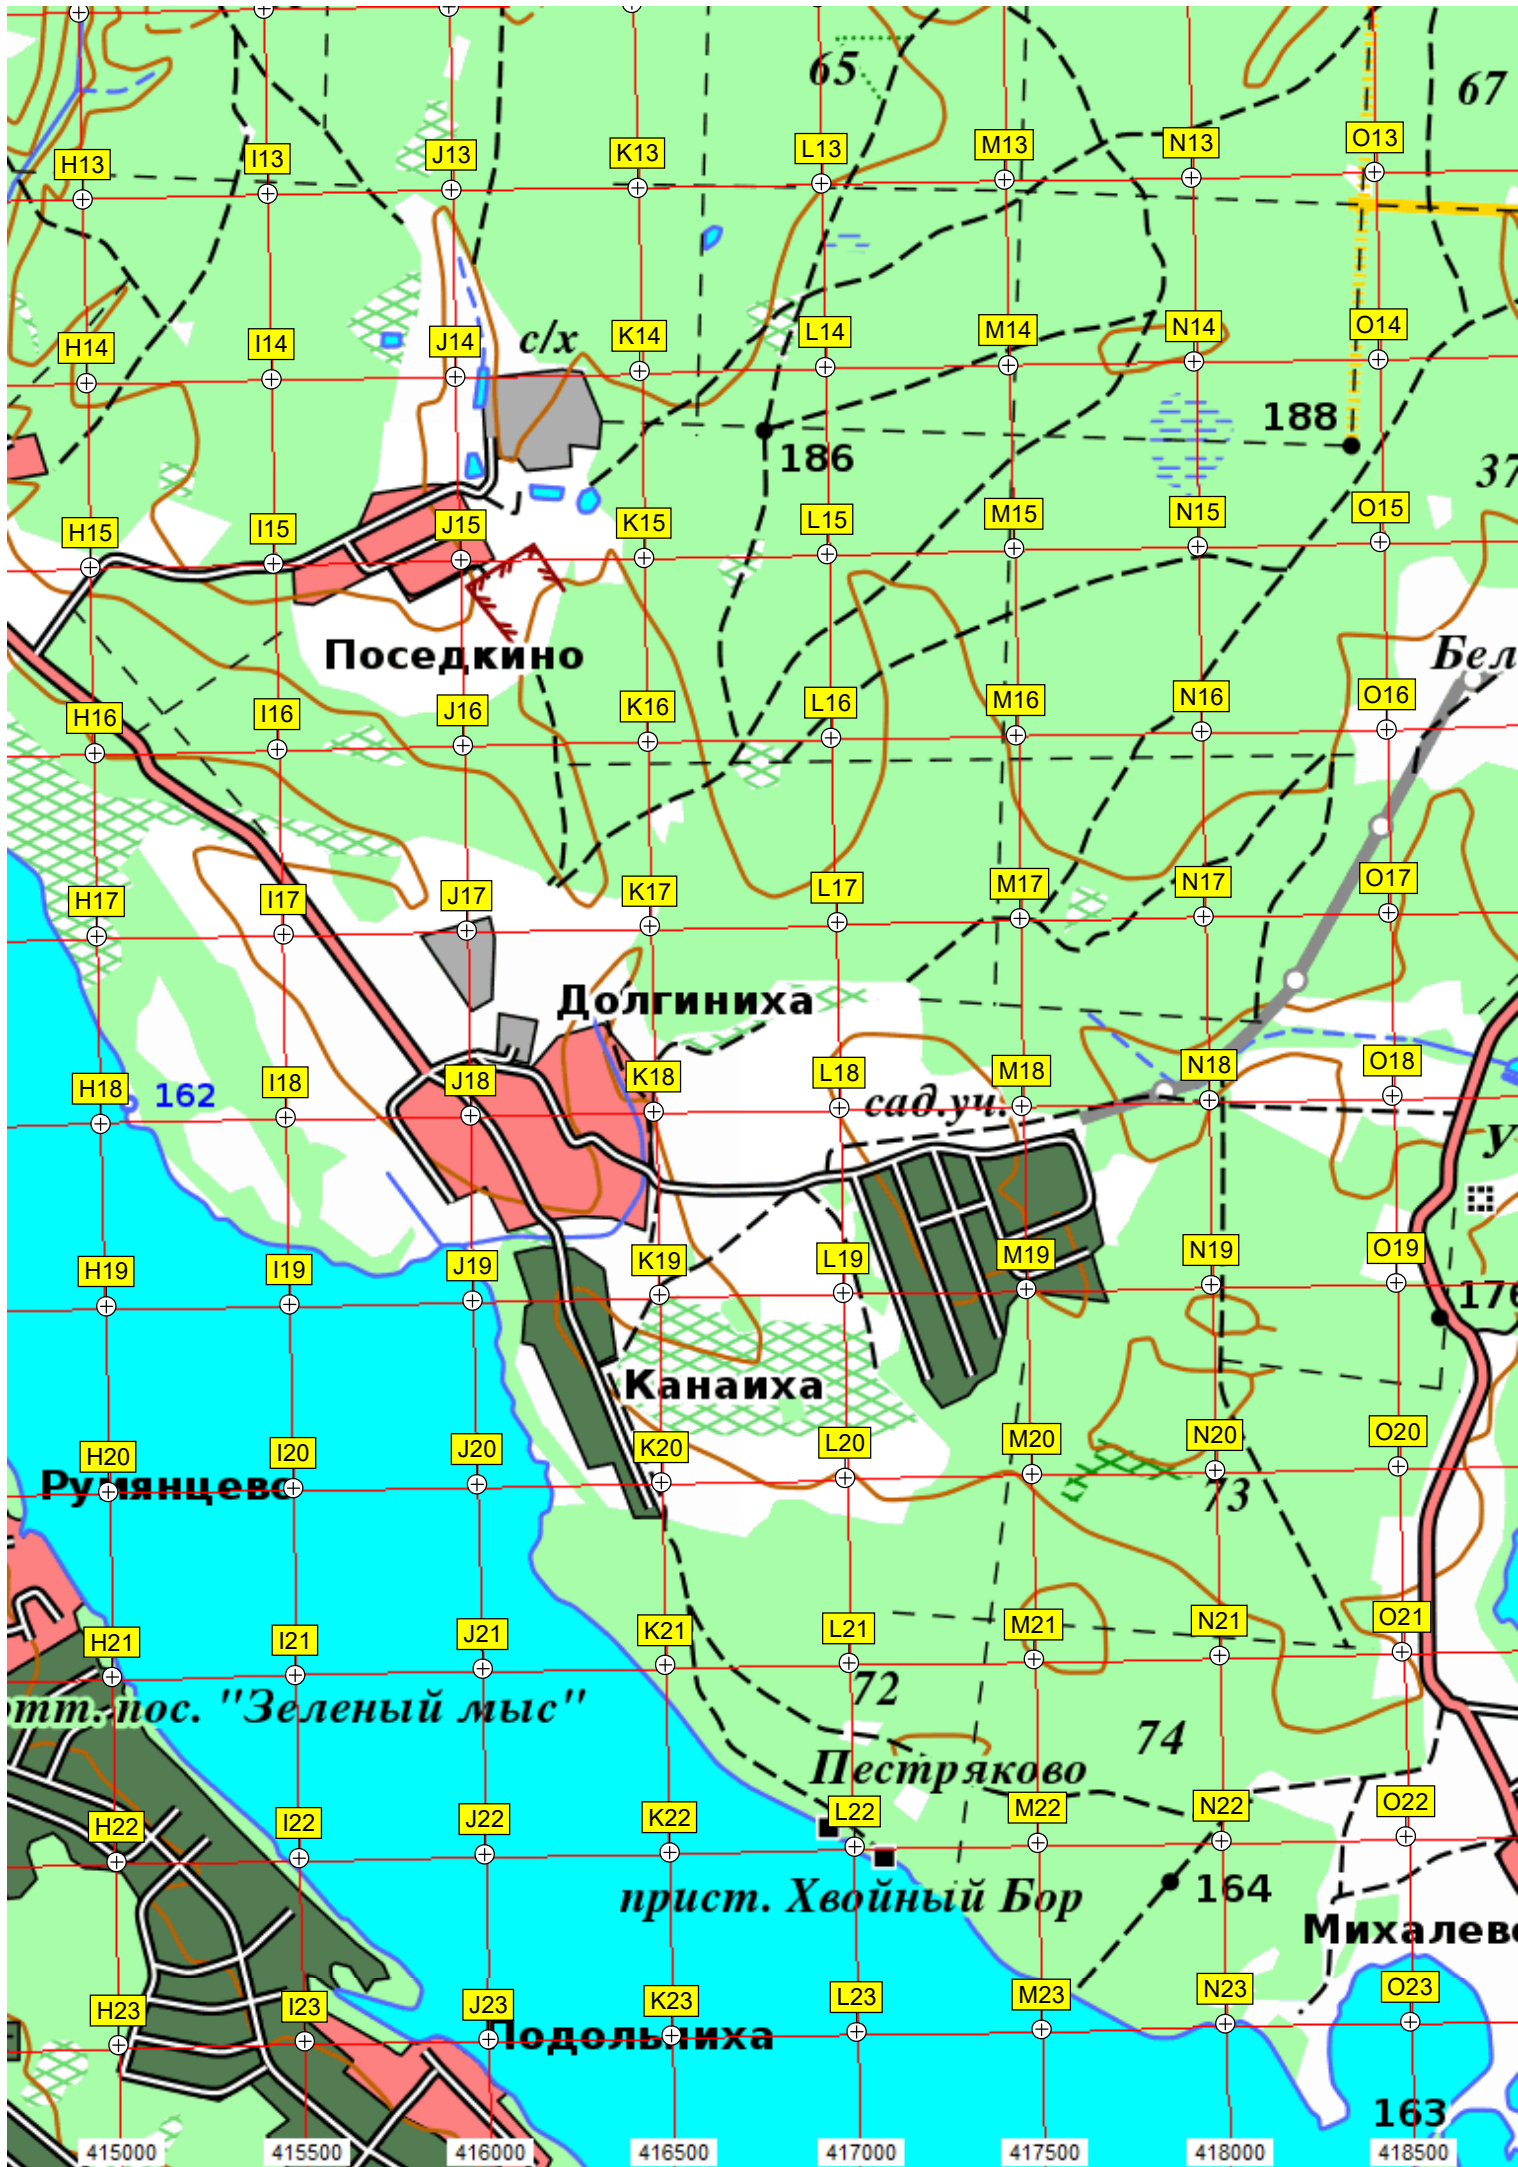 65
67
H13 I13 J13 K13 L13 M13 N13 O13
с/х
H14 I14 J14 K14 L14 M14 N14 O14
188
186
37
H15 I15 J15 K15 L15 M15 N15 O15
Поседкино
Бел
H16 I16 J16 K16 L16 M16 N16 O16
H17 I17 J17 K17 L17 M17 N17 O17
Долгиниха
H18 I18 J18 K18 L18 M18 N18 O18
162
сад.уч.
У
H19 I19 J19 K19 L19 M19 N19 O19
176
Канаиха
H20 I20 J20 K20 L20 M20 N20 O20
Румянцево
73
H21 I21 J21 K21 L21 M21 N21 O21
72
отт. пос. "Зеленый мыс"
74
Пестряково
H22 I22 J22 K22 L22 M22 N22 O22
164
прист. Хвойный Бор
Михалево
H23 I23 J23 K23 L23 M23 N23 O23
Подольниха
163
415000 415500 416000 416500 417000 417500 418000 418500